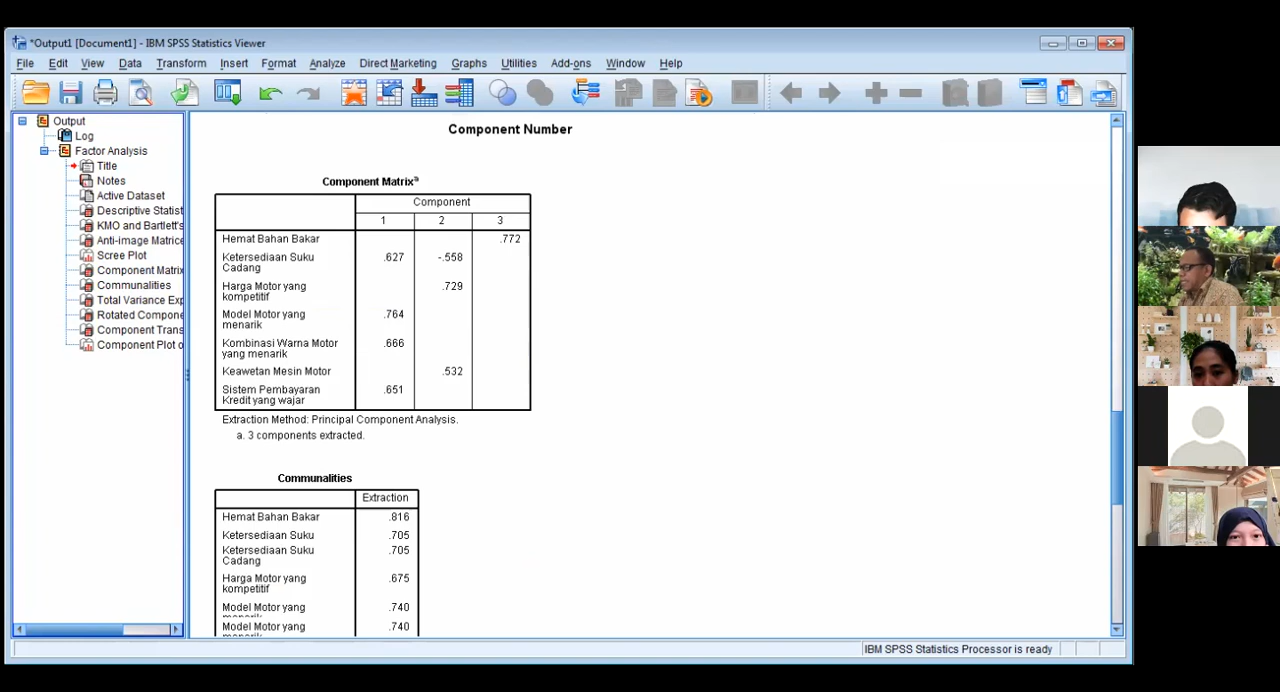 *Output1 [Document1] - IBM SPSS Statistics Viewer
File Edit View Data Transform Insert Format Analyze Direct Marketing Graphs Utilities Add-ons Window Help
Output
Log
Factor Analysis
Title
Notes
Active Dataset
Descriptive Statist
KMO and Bartlett's
Anti-image Matrice
Scree Plot
Component Matrix
Communalities
Total Variance Exp
Rotated Compone
Component Trans
Component Plot o
Component Number
Component Matrixa
Component
1 2 3
Hemat Bahan Bakar .772
Ketersediaan Suku .627 -.558
Cadang
Harga Motor yang .729
kompetitif
Model Motor yang .764
menarik
Kombinasi Warna Motor .666
yang menarik
Keawetan Mesin Motor .532
Sistem Pembayaran .651
Kredit yang wajar
Extraction Method: Principal Component Analysis.
a. 3 components extracted.
Communalities
Extraction
Hemat Bahan Bakar .816
Ketersediaan Suku .705
Ketersediaan Suku .705
Cadang
Harga Motor yang .675
kompetitif
Model Motor yang .740
Model Motor yang .740
IBM SPSS Statistics Processor is ready